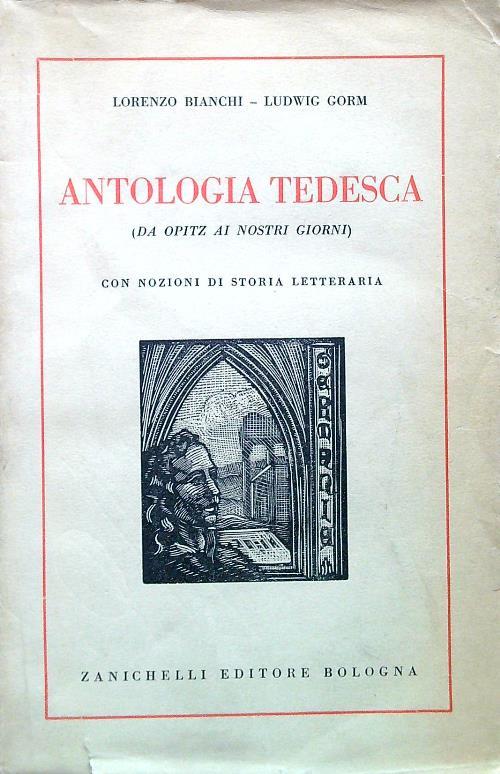 LORENZO BIANCHI – LUDWIG GORM
ANTOLOGIA TEDESCA
(DA OPITZ AI NOSTRI GIORNI)
CON NOZIONI DI STORIA LETTERARIA
ZANICHELLI EDITORE BOLOGNA